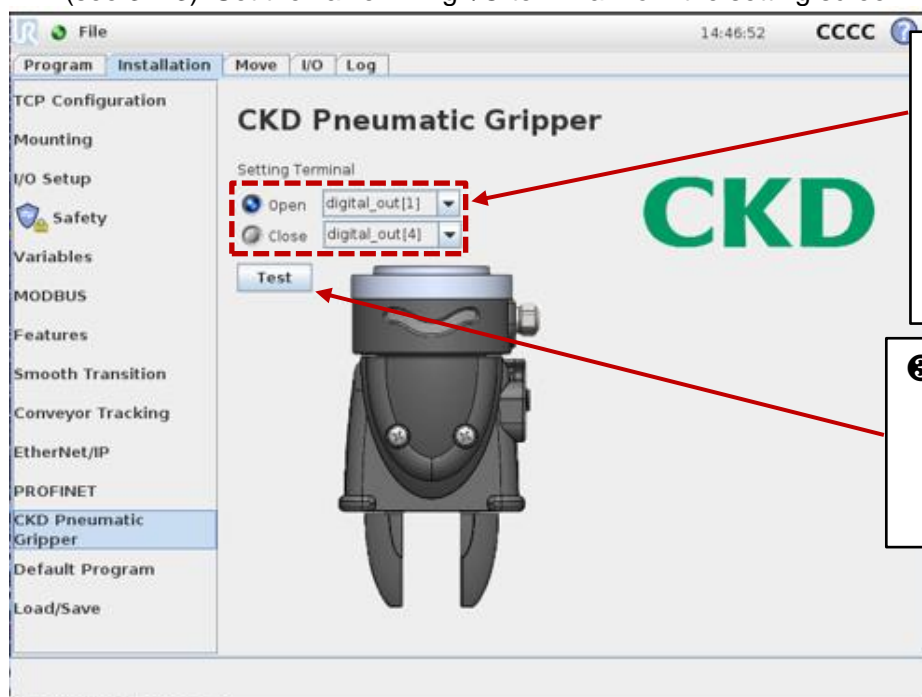 File 14:46:52 CCCC ?
Program Installation Move I/O Log
TCP Configuration
Mounting
I/O Setup
Safety
Variables
MODBUS
Features
Smooth Transition
Conveyor Tracking
EtherNet/IP
PROFINET
CKD Pneumatic
Gripper
Default Program
Load/Save
CKD Pneumatic Gripper
Setting Terminal
Open digital_out[1]
Close digital_out[4]
Test
CKD
❸